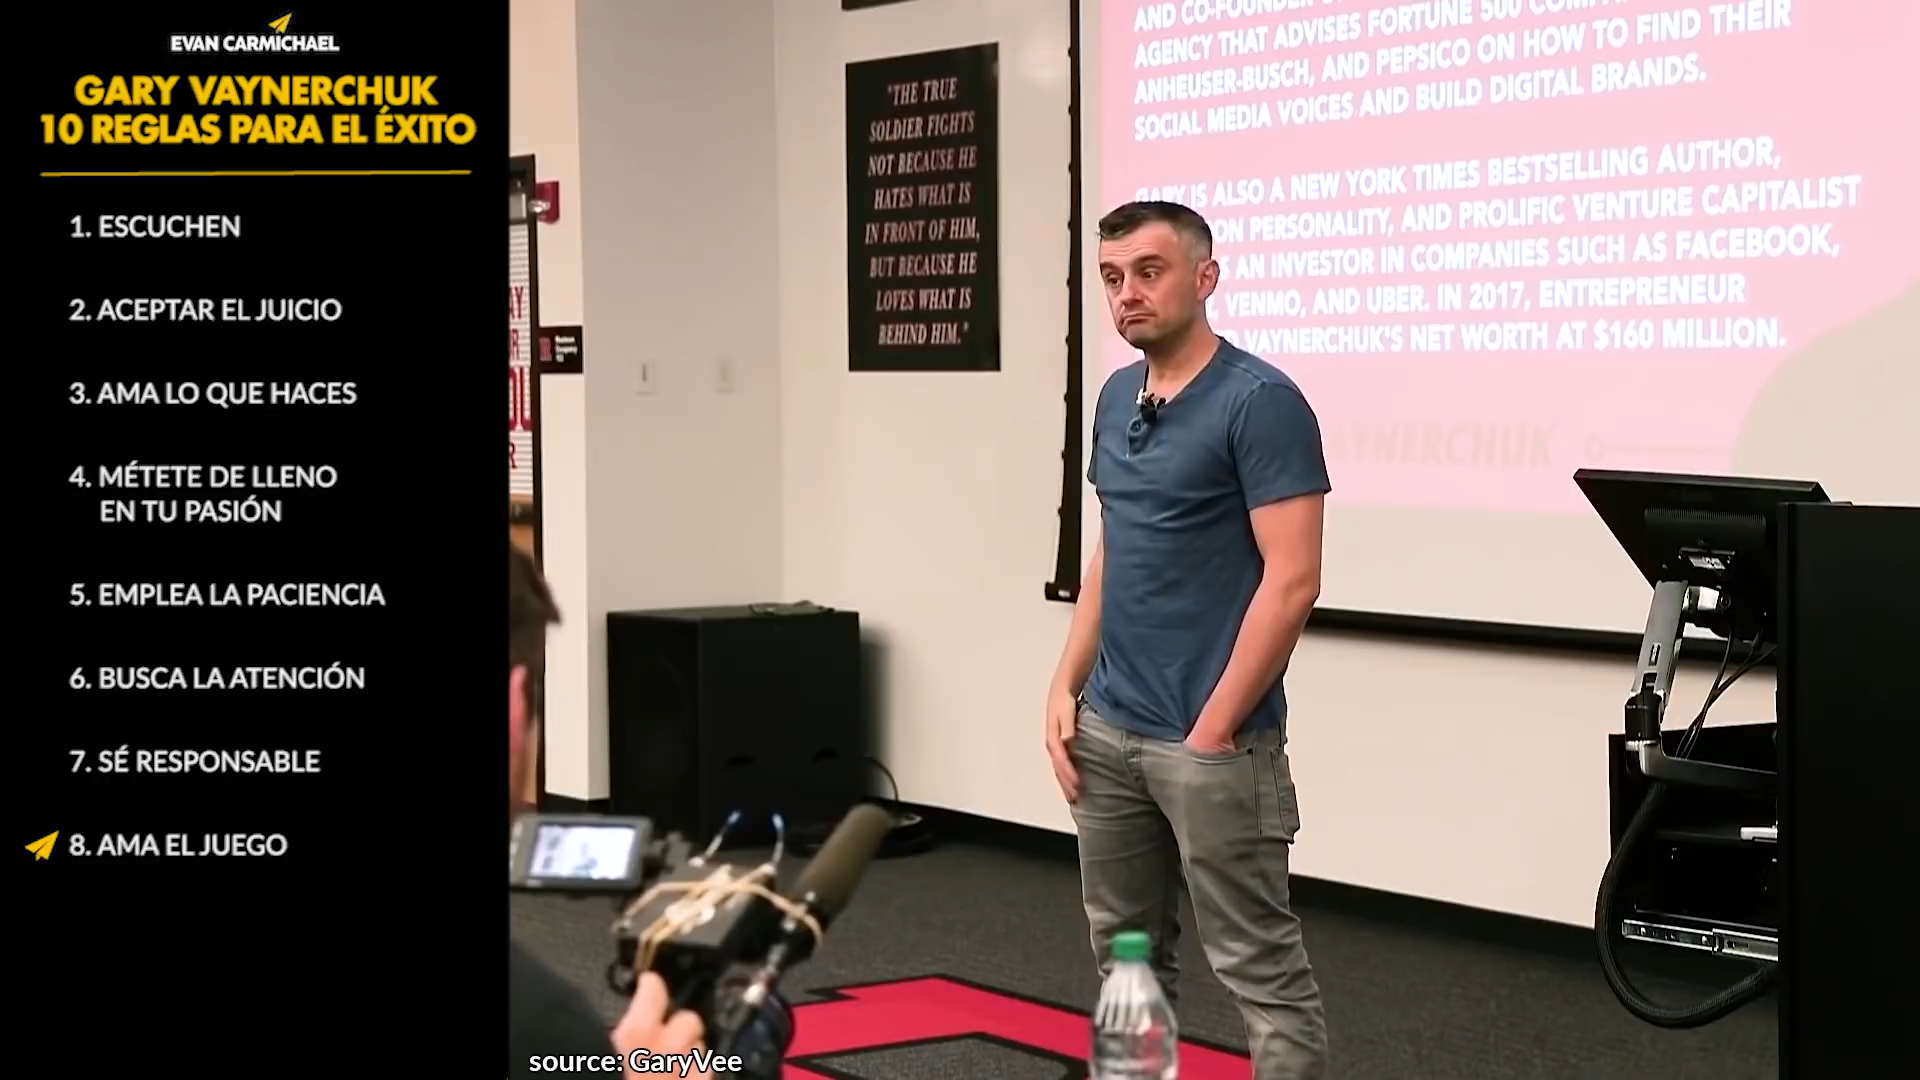 EVAN CARMICHAEL
GARY VAYNERCHUK
10 REGLAS PARA EL ÉXITO
1. ESCUCHEN
2. ACEPTAR EL JUICIO
3. AMA LO QUE HACES
4. MÉTETE DE LLENO
EN TU PASIÓN
5. EMPLEA LA PACIENCIA
6. BUSCA LA ATENCIÓN
7. SÉ RESPONSABLE
8. AMA EL JUEGO
"THE TRUE
SOLDIER FIGHTS
NOT BECAUSE HE
HATES WHAT IS
IN FRONT OF HIM,
BUT BECAUSE HE
LOVES WHAT IS
BEHIND HIM."
AND CO-FOUNDER
AGENCY THAT ADVISES FORTUNE 500
ANHEUSER-BUSCH, AND PEPSICO ON HOW TO FIND THEIR
SOCIAL MEDIA VOICES AND BUILD DIGITAL BRANDS.
GARY IS ALSO A NEW YORK TIMES BESTSELLING AUTHOR,
PERSONALITY, AND PROLIFIC VENTURE CAPITALIST
AN INVESTOR IN COMPANIES SUCH AS FACEBOOK,
VENMO, AND UBER. IN 2017, ENTREPRENEUR
VAYNERCHUK'S NET WORTH AT $160 MILLION.
source: GaryVee